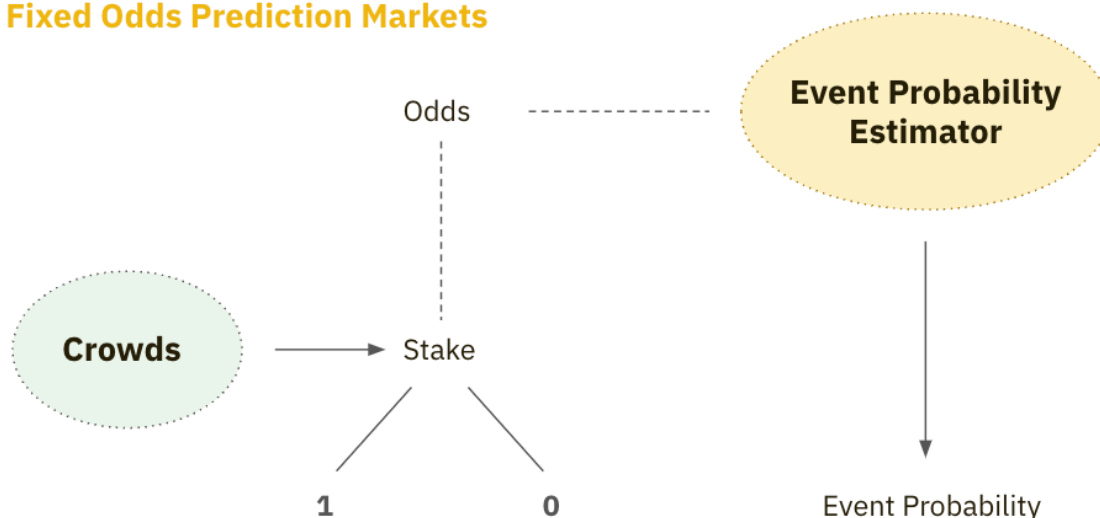 Fixed Odds Prediction Markets
Odds
Event Probability
Estimator
Crowds
Stake
1
0
Event Probability